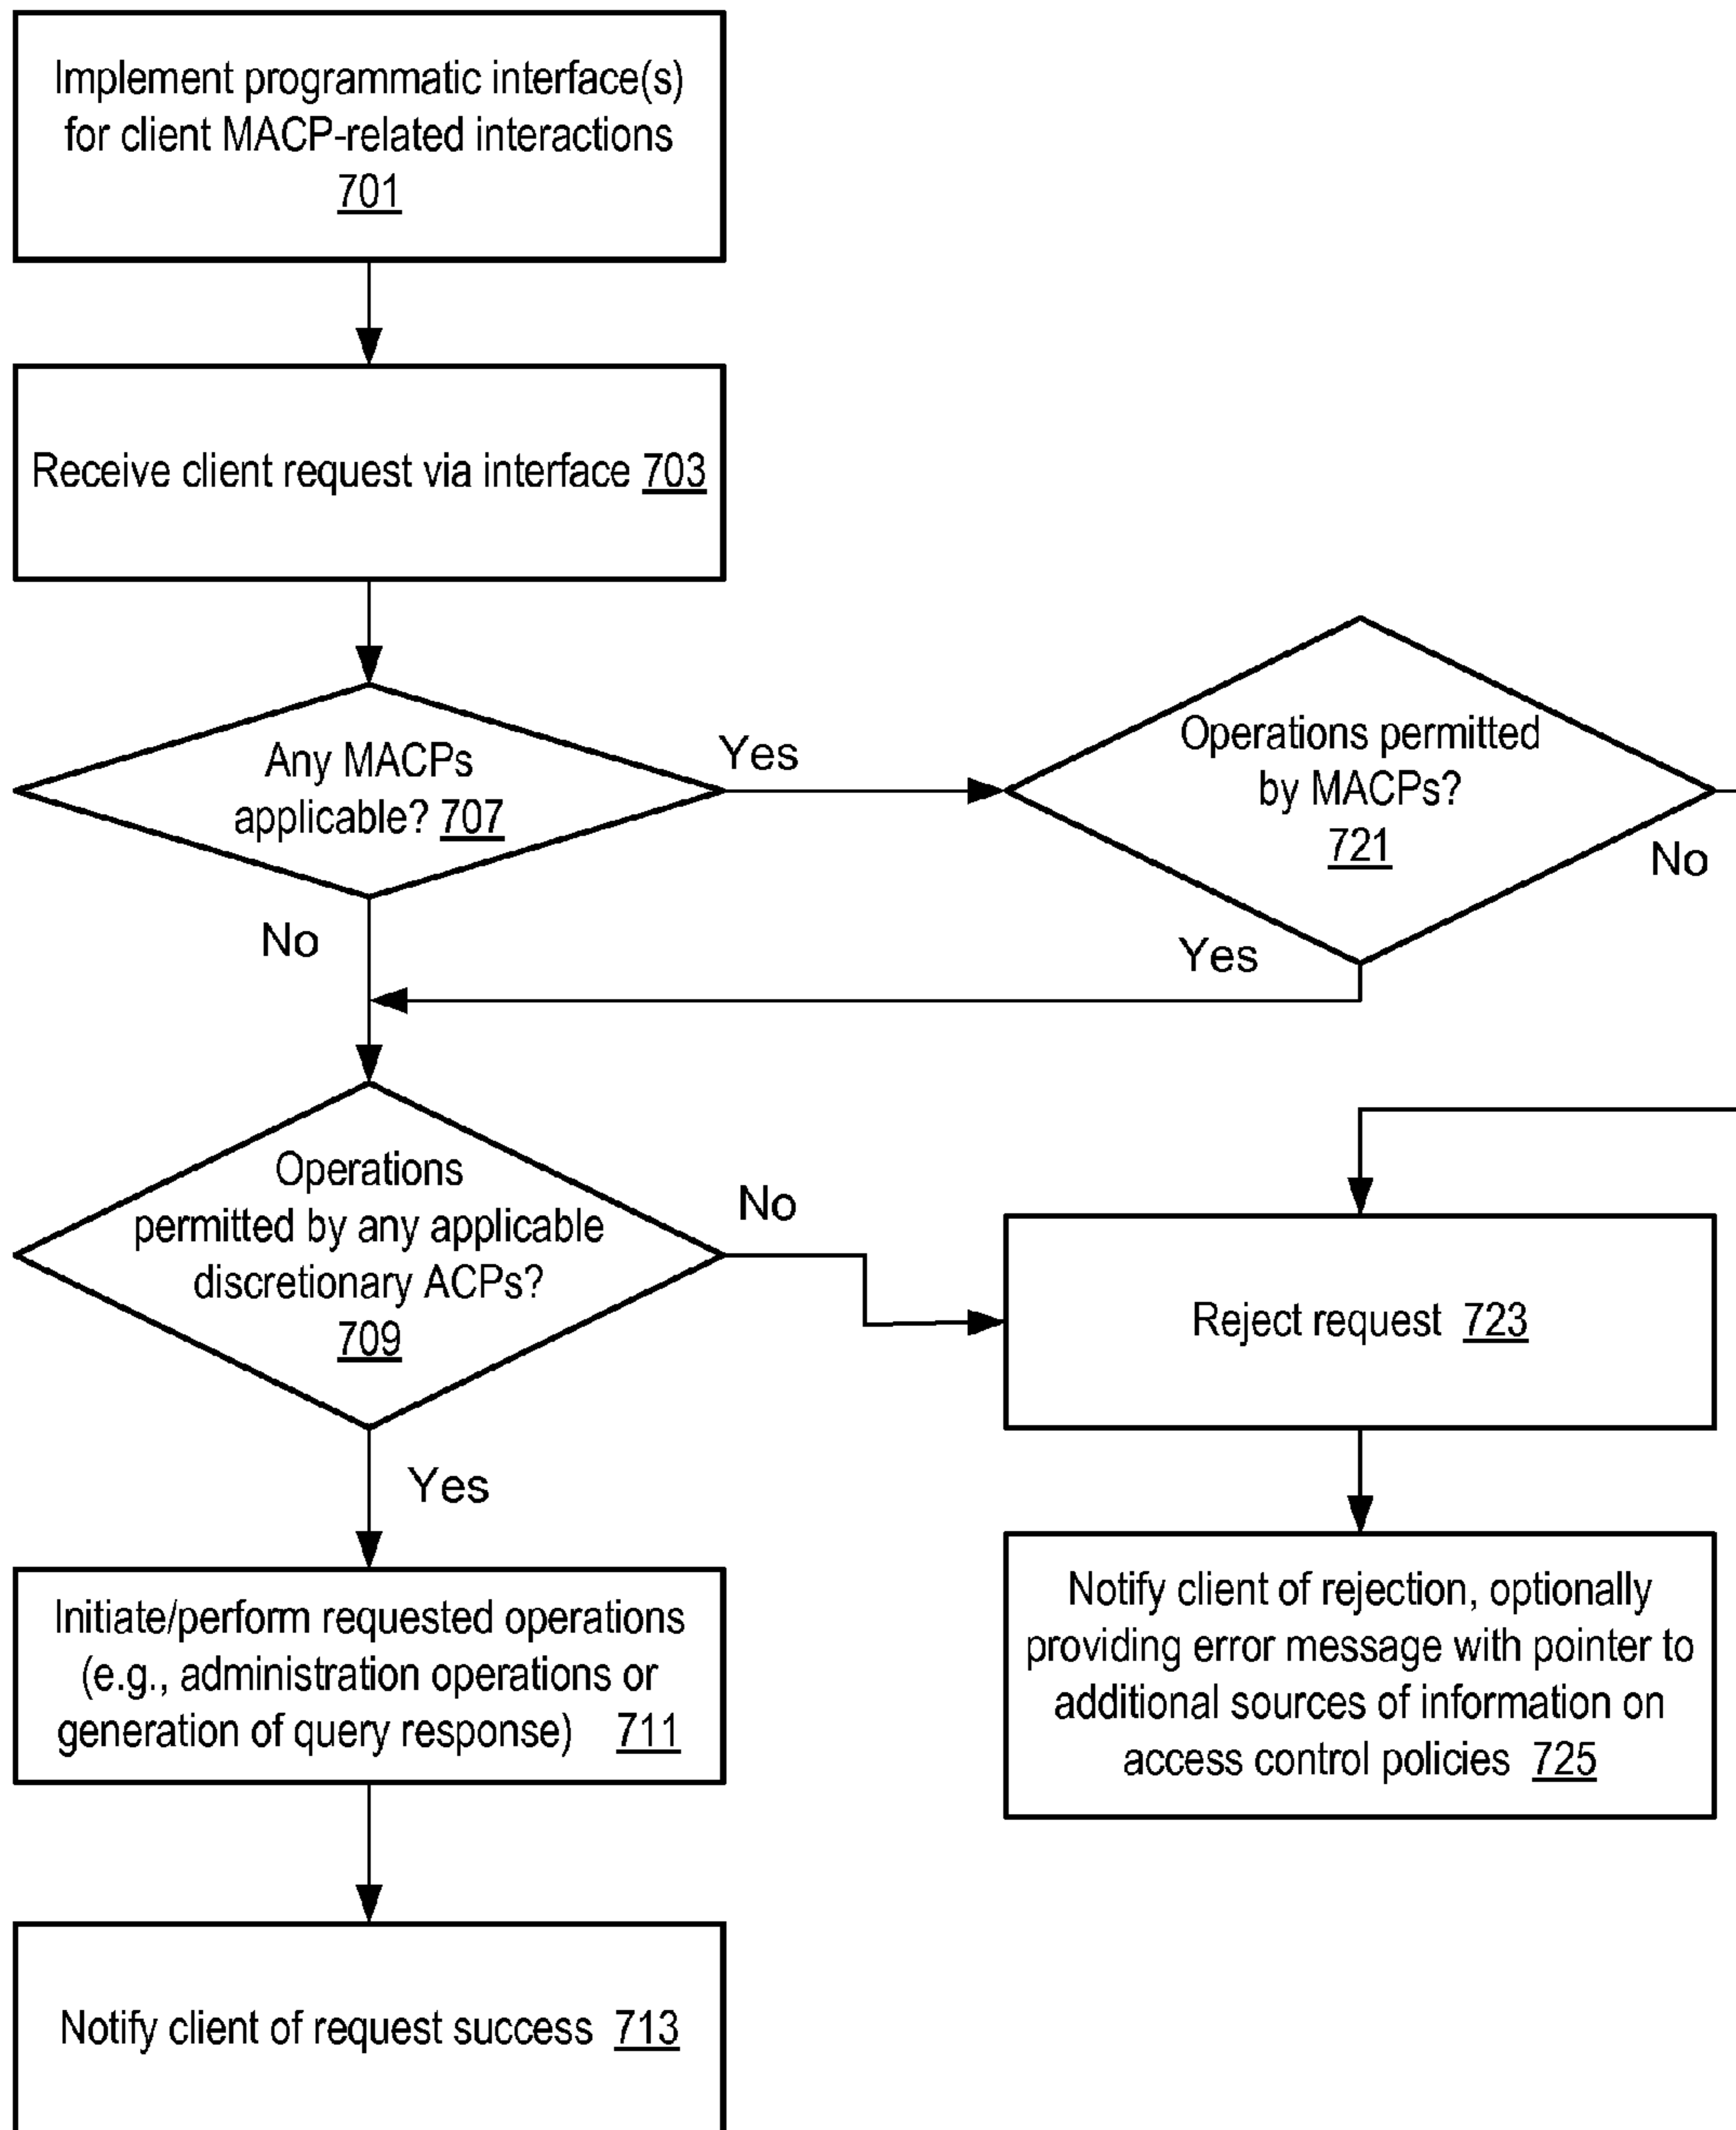 Implement programmatic interface(s)
for client MACP-related interactions
701
Receive client request via interface 703
Any MACPs
applicable? 707
Yes
No
Operations permitted
by MACPs?
721
No
Yes
Operations
permitted by any applicable
discretionary ACPs?
709
No
Yes
Reject request 723
Initiate/perform requested operations
(e.g., administration operations or
generation of query response) 711
Notify client of rejection, optionally
providing error message with pointer to
additional sources of information on
access control policies 725
Notify client of request success 713